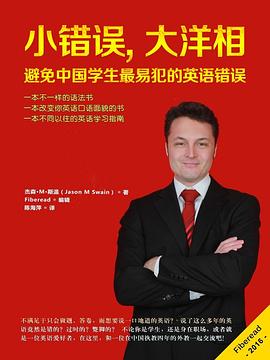 小错误，大洋相
避免中国学生最易犯的英语错误
一本不一样的语法书
一本改变你英语口语面貌的书
一本不同以往的英语学习指南
杰森·M·斯温（Jason M Swain） ◎ 著
Fiberead ◎ 编辑
陈海萍 ◎ 译
不满足于只会做题、答卷，而想要说一口地道的英语？ 说了这么多年的英
语竟然是错的？过时的？蹩脚的？ 不论你是学生，还是身在职场，或者就
是一位英语爱好者，在这里，和一位在中国执教四年的外教一起交流吧！
Fiberead
- 2016